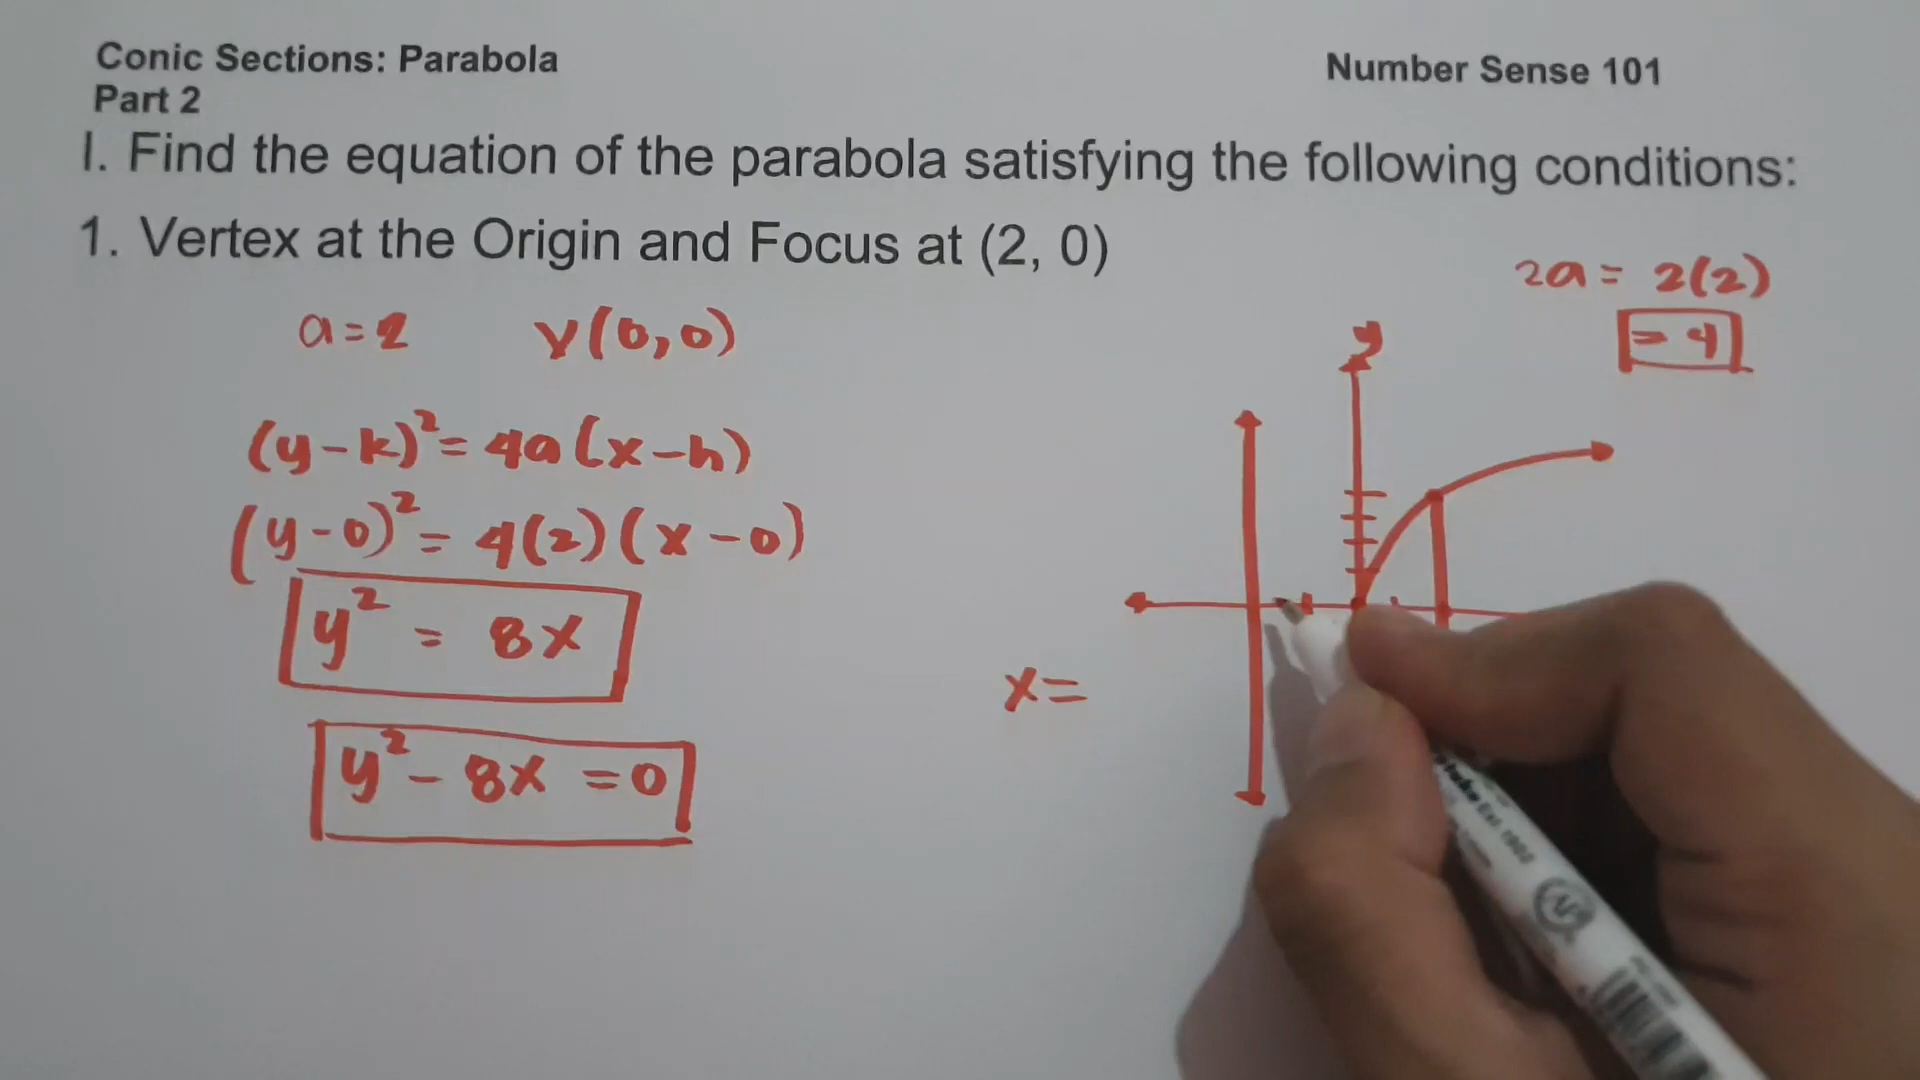 Conic Sections: Parabola
Number Sense 101
Part 2
I. Find the equation of the parabola satisfying the following conditions:
1. Vertex at the Origin and Focus at (2, 0)
2a = 2(2)
= 4
a = 2 V(0,0)
y
(y-k)² = 4a(x-h)
(y-0)² = 4(2)(x-0)
y² = 8x
x=
y² - 8x = 0